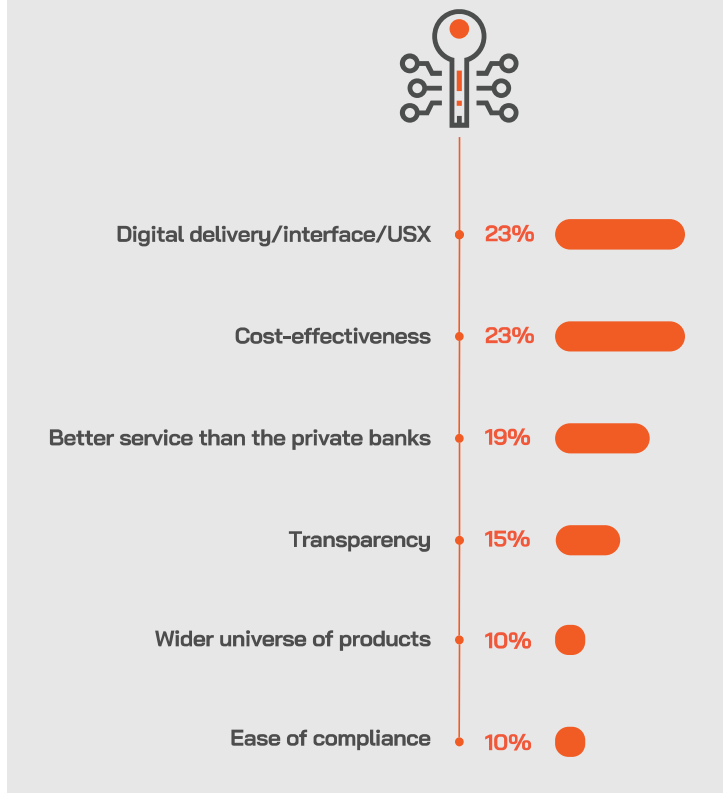 Digital delivery/interface/USX 23%
Cost-effectiveness 23%
Better service than the private banks 19%
Transparency 15%
Wider universe of products 10%
Ease of compliance 10%